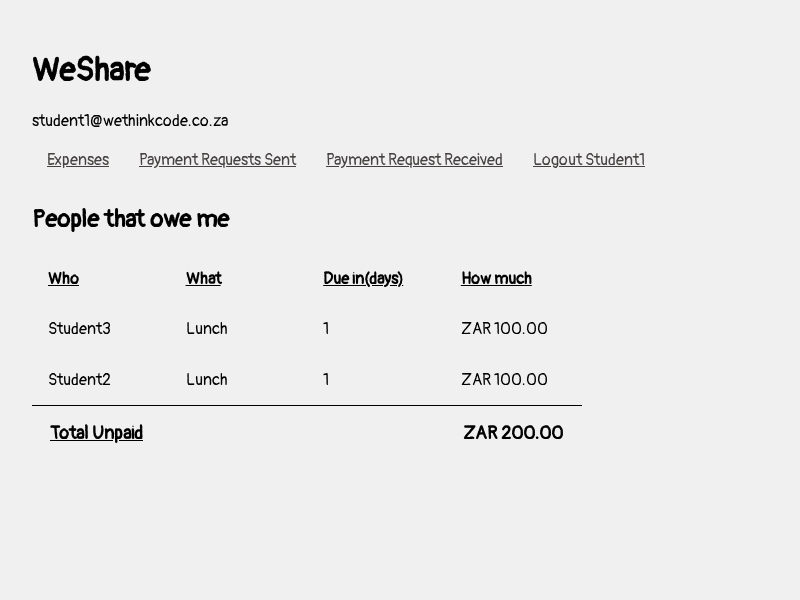 WeShare
student1@wethinkcode.co.za
Expenses Payment Requests Sent Payment Request Received Logout Student1
People that owe me
Who What Due in(days) How much
Student3 Lunch 1 ZAR 100.00
Student2 Lunch 1 ZAR 100.00
Total Unpaid ZAR 200.00